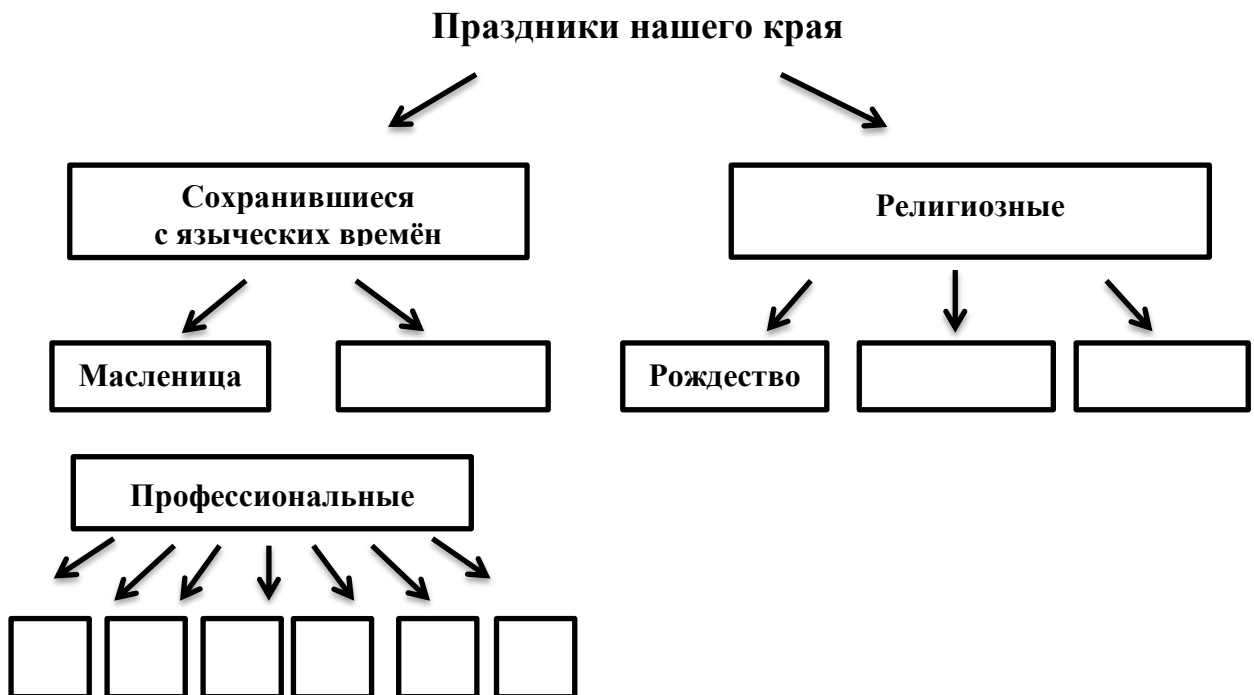 Праздники нашего края
Сохранившиеся
с языческих времён
Религиозные
Масленица
Рождество
Профессиональные